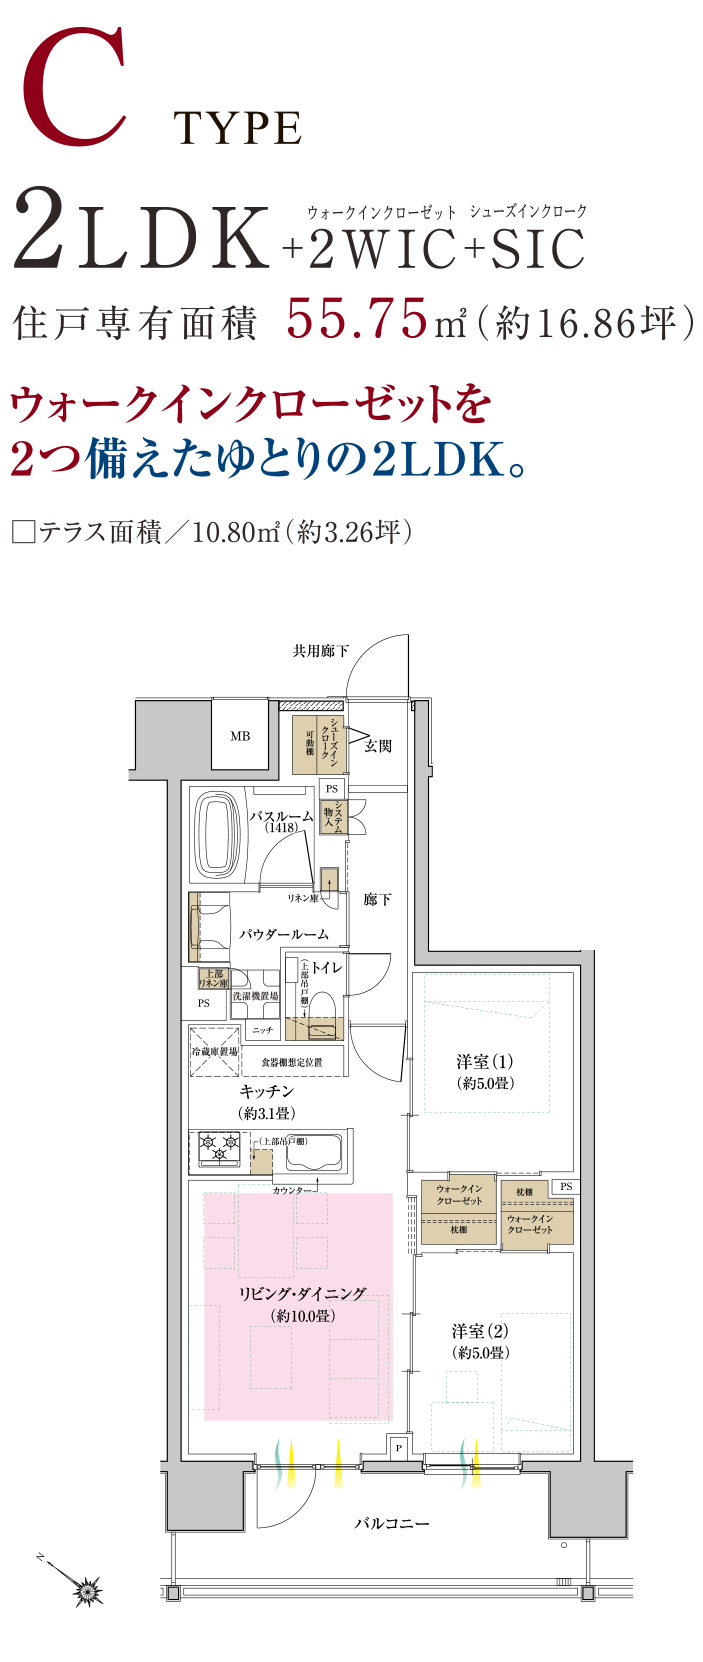 C TYPE
ウォークインクローゼット シューズインクローク
2LDK+2WIC+SIC
住戸専有面積 55.75㎡(約16.86坪)
ウォークインクローゼットを
2つ備えたゆとりの2LDK。
□テラス面積/10.80㎡(約3.26坪)
共用廊下
MB
シューズインクローク
可動棚
玄関
PS
システム物入
バスルーム
(1418)
リネン庫
廊下
パウダールーム
トイレ
(上部吊戸棚)
上部
リネン庫
洗濯機置場
PS
ニッチ
冷蔵庫置場
食器棚想定位置
キッチン
(約3.1畳)
(上部吊戸棚)
カウンター
洋室(1)
(約5.0畳)
ウォークイン
クローゼット
枕棚
PS
枕棚
ウォークイン
クローゼット
リビング・ダイニング
(約10.0畳)
洋室(2)
(約5.0畳)
P
バルコニー
N